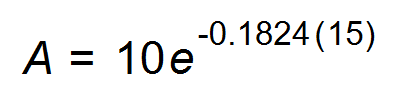 A = 10e^-0.1824(15)